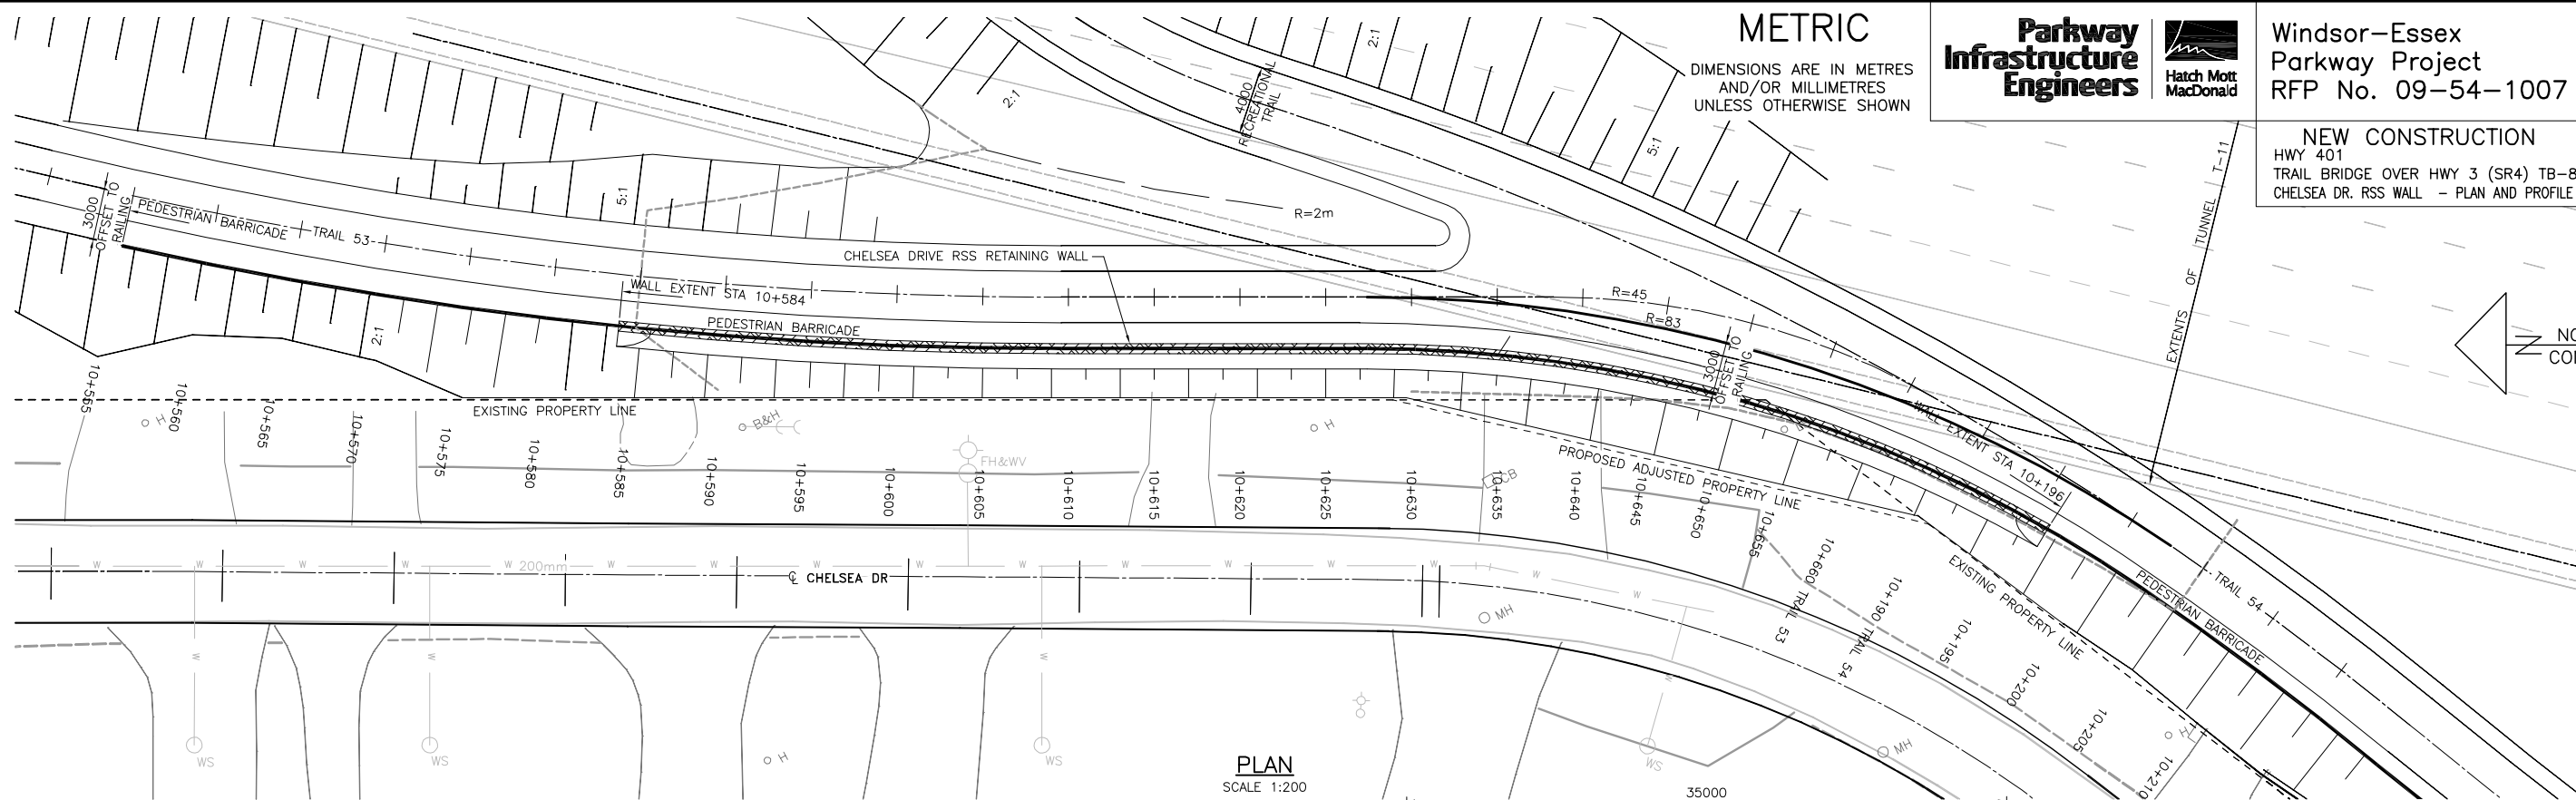 METRIC
DIMENSIONS ARE IN METRES
AND/OR MILLIMETRES
UNLESS OTHERWISE SHOWN
Parkway
Infrastructure
Engineers
Hatch Mott
MacDonald
Windsor-Essex
Parkway Project
RFP No. 09-54-1007
NEW CONSTRUCTION
HWY 401
TRAIL BRIDGE OVER HWY 3 (SR4) TB-8
CHELSEA DR. RSS WALL - PLAN AND PROFILE
2:1
2:1
5:1
5:1
2:1
4000
RECREATIONAL
TRAIL
EXTENTS OF TUNNEL T-11
R=2m
3000
OFFSET TO
RAILING
PEDESTRIAN BARRICADE
TRAIL 53
CHELSEA DRIVE RSS RETAINING WALL
WALL EXTENT STA 10+584
PEDESTRIAN BARRICADE
R=45
R=83
3000
OFFSET TO
RAILING
WALL EXTENT STA 10+196
TRAIL 54
PEDESTRIAN BARRICADE
EXISTING PROPERTY LINE
PROPOSED ADJUSTED PROPERTY LINE
EXISTING PROPERTY LINE
10+565
10+560
10+565
10+570
10+575
10+580
10+585
10+590
10+595
10+600
10+605
10+610
10+615
10+620
10+625
10+630
10+635
10+640
10+645
10+650
10+655
10+660 TRAIL 53
10+190 TRAIL 54
10+195
10+200
10+205
10+210
H
B&H
FH&WV
H
CB
W W W W W 200mm W W W W W W W W W W
℄ CHELSEA DR
MH
MH
H
H
WS
WS
WS
WS
PLAN
SCALE 1:200
35000